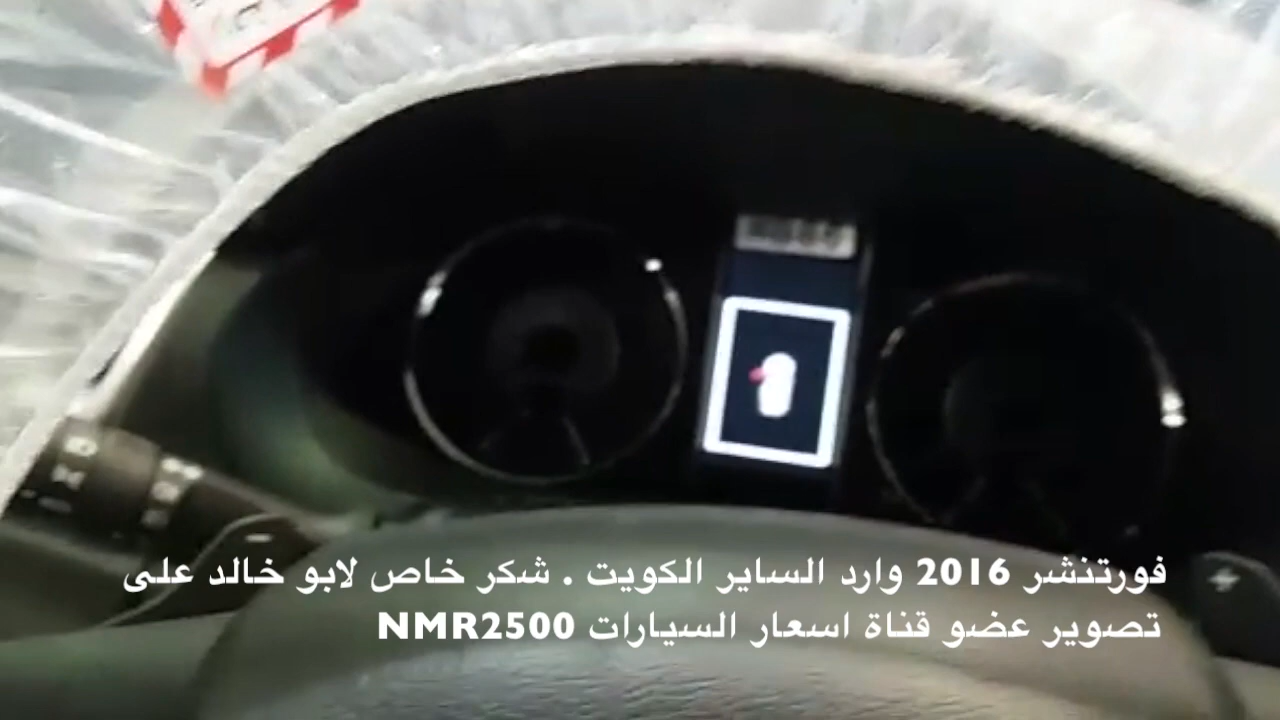 فورتنشر 2016 وارد الساير الكويت . شكر خاص لابو خالد على
تصوير عضو قناة اسعار السيارات NMR2500